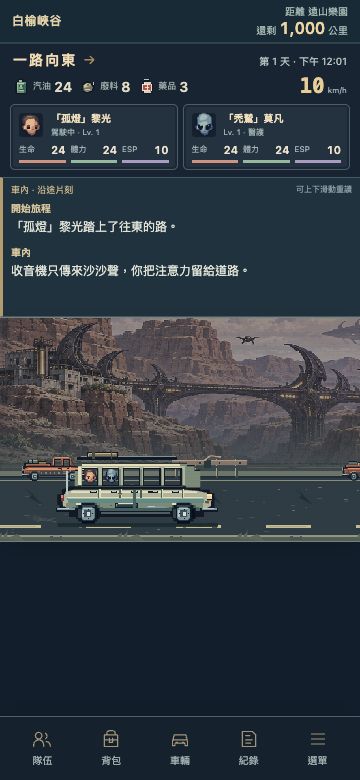 白榆峽谷
距離 遠山樂園
還剩 1,000 公里
一路向東 →
第 1 天·下午 12:01
汽油 24 廢料 8 藥品 3
10 km/h
「孤燈」黎光
駕駛中 · Lv. 1
生命 24 體力 24 ESP 10
「禿鷲」莫凡
Lv. 1 · 醫護
生命 24 體力 24 ESP 10
車內 · 沿途片刻
可上下滑動重讀
開始旅程
「孤燈」黎光踏上了往東的路。
車內
收音機只傳來沙沙聲，你把注意力留給道路。
隊伍
背包
車輛
紀錄
選單